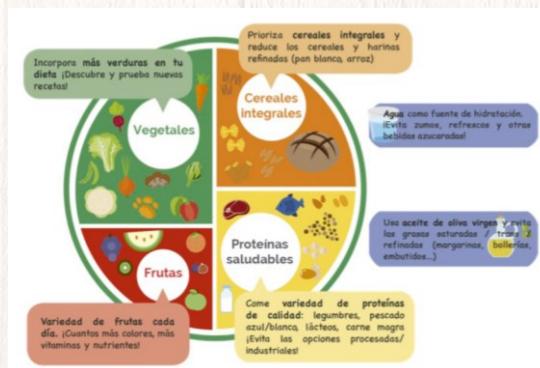 Incorpora más verduras en tu
dieta ¡Descubre y prueba nuevas
recetas!
Prioriza cereales integrales y
reduce los cereales y harinas
refinadas (pan blanco, arroz)
Vegetales
Cereales
integrales
Agua como fuente de hidratación.
¡Evita zumos, refrescos y otras
bebidas azucaradas!
Usa aceite de oliva virgen y evita
las grasas saturadas / trans /
refinadas (margarinas, bollerías,
embutidos...)
Frutas
Proteínas
saludables
Variedad de frutas cada
día. ¡Cuantos más colores, más
vitaminas y nutrientes!
Come variedad de proteínas
de calidad: legumbres, pescado
azul/blanco, lácteos, carne magra
¡Evita las opciones procesadas/
industriales!